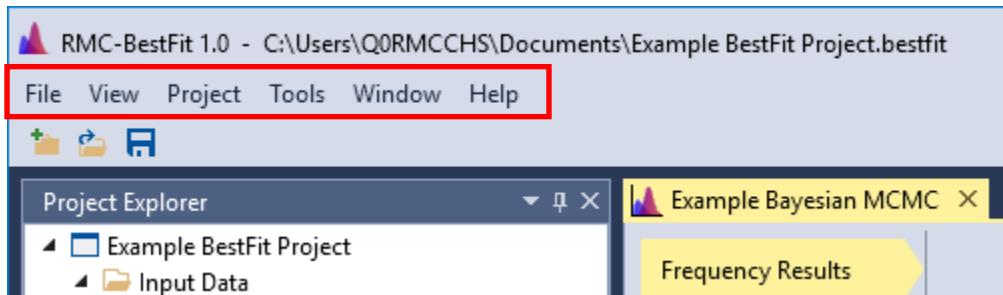 RMC-BestFit 1.0 - C:\Users\Q0RMCCHS\Documents\Example BestFit Project.bestfit
File View Project Tools Window Help
Project Explorer
Example Bayesian MCMC
Example BestFit Project
Input Data
Frequency Results